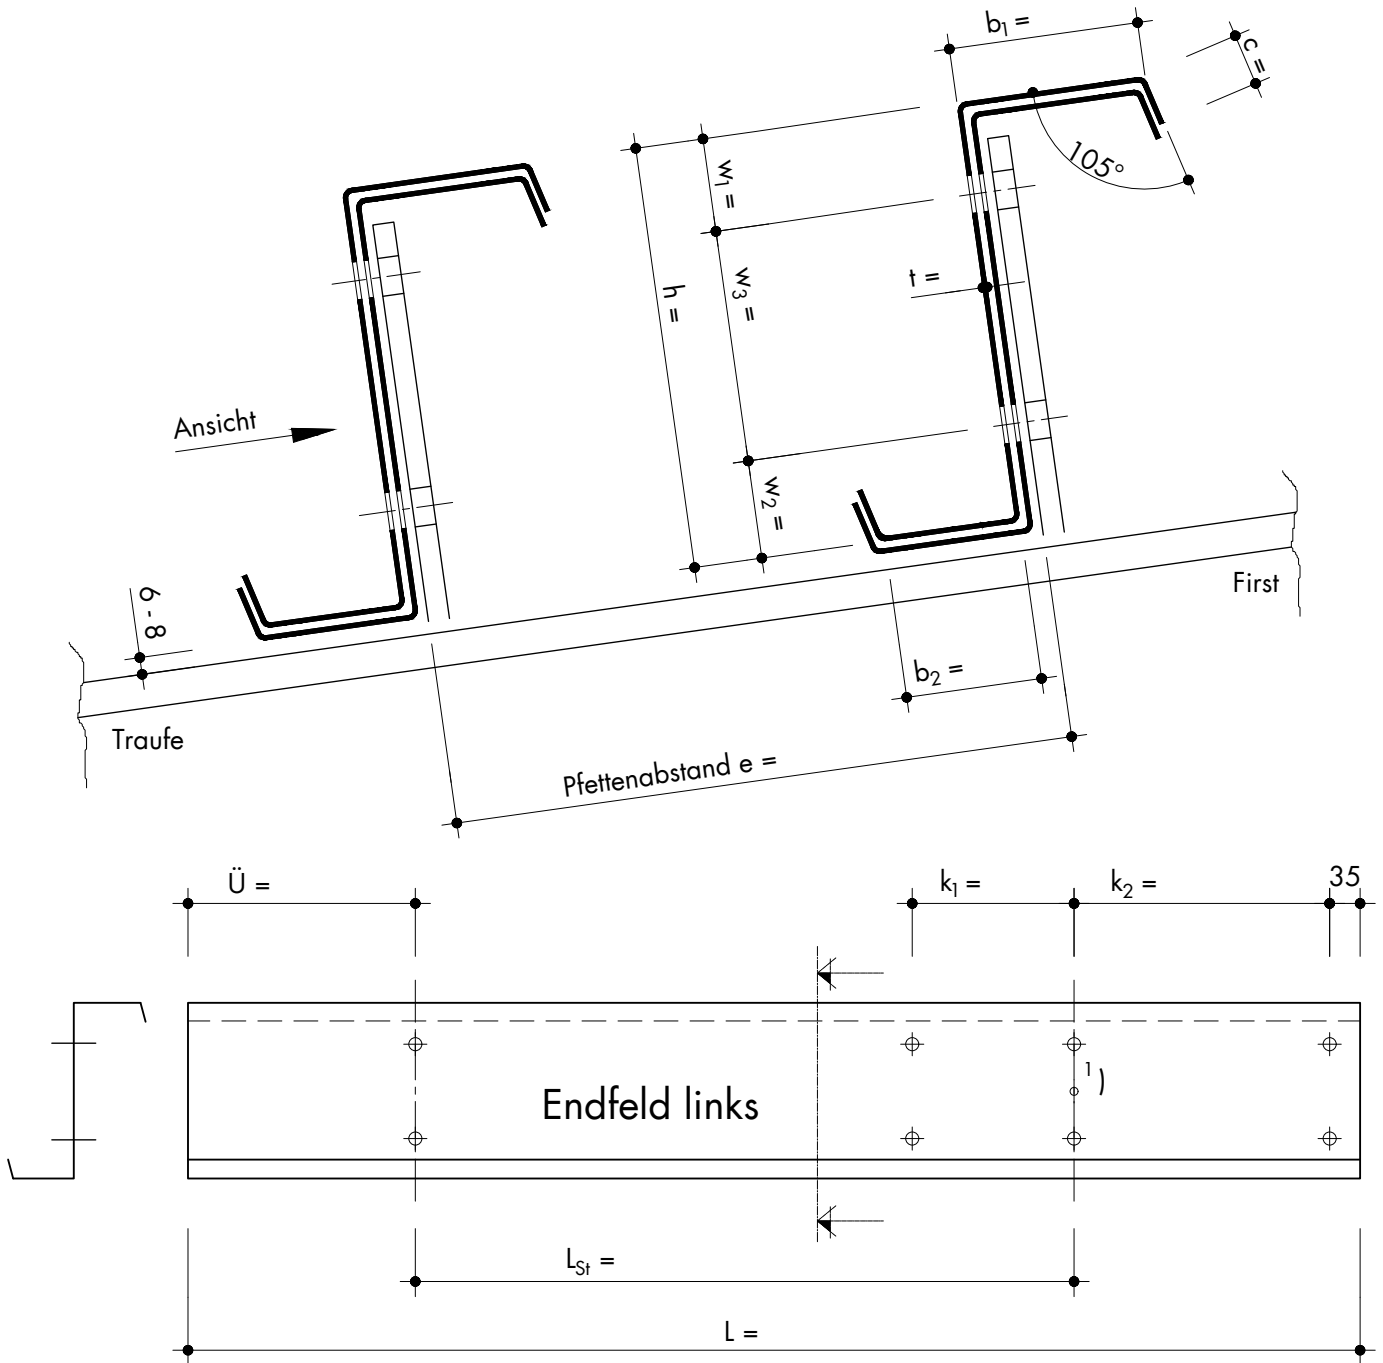 b1 =
c =
105°
w1 =
h =
w3 =
t =
Ansicht
w2 =
6 - 8
First
b2 =
Traufe
Pfettenabstand e =
Ü =
k1 =
k2 =
35
1)
Endfeld links
LSt =
L =